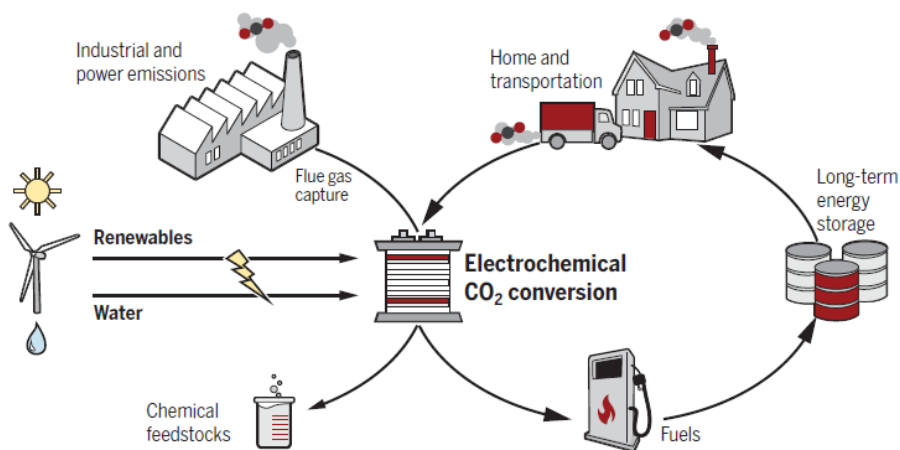 Industrial and
power emissions
Home and
transportation
Flue gas
capture
Long-term
energy
storage
Renewables
Water
Electrochemical
CO₂ conversion
Chemical
feedstocks
Fuels